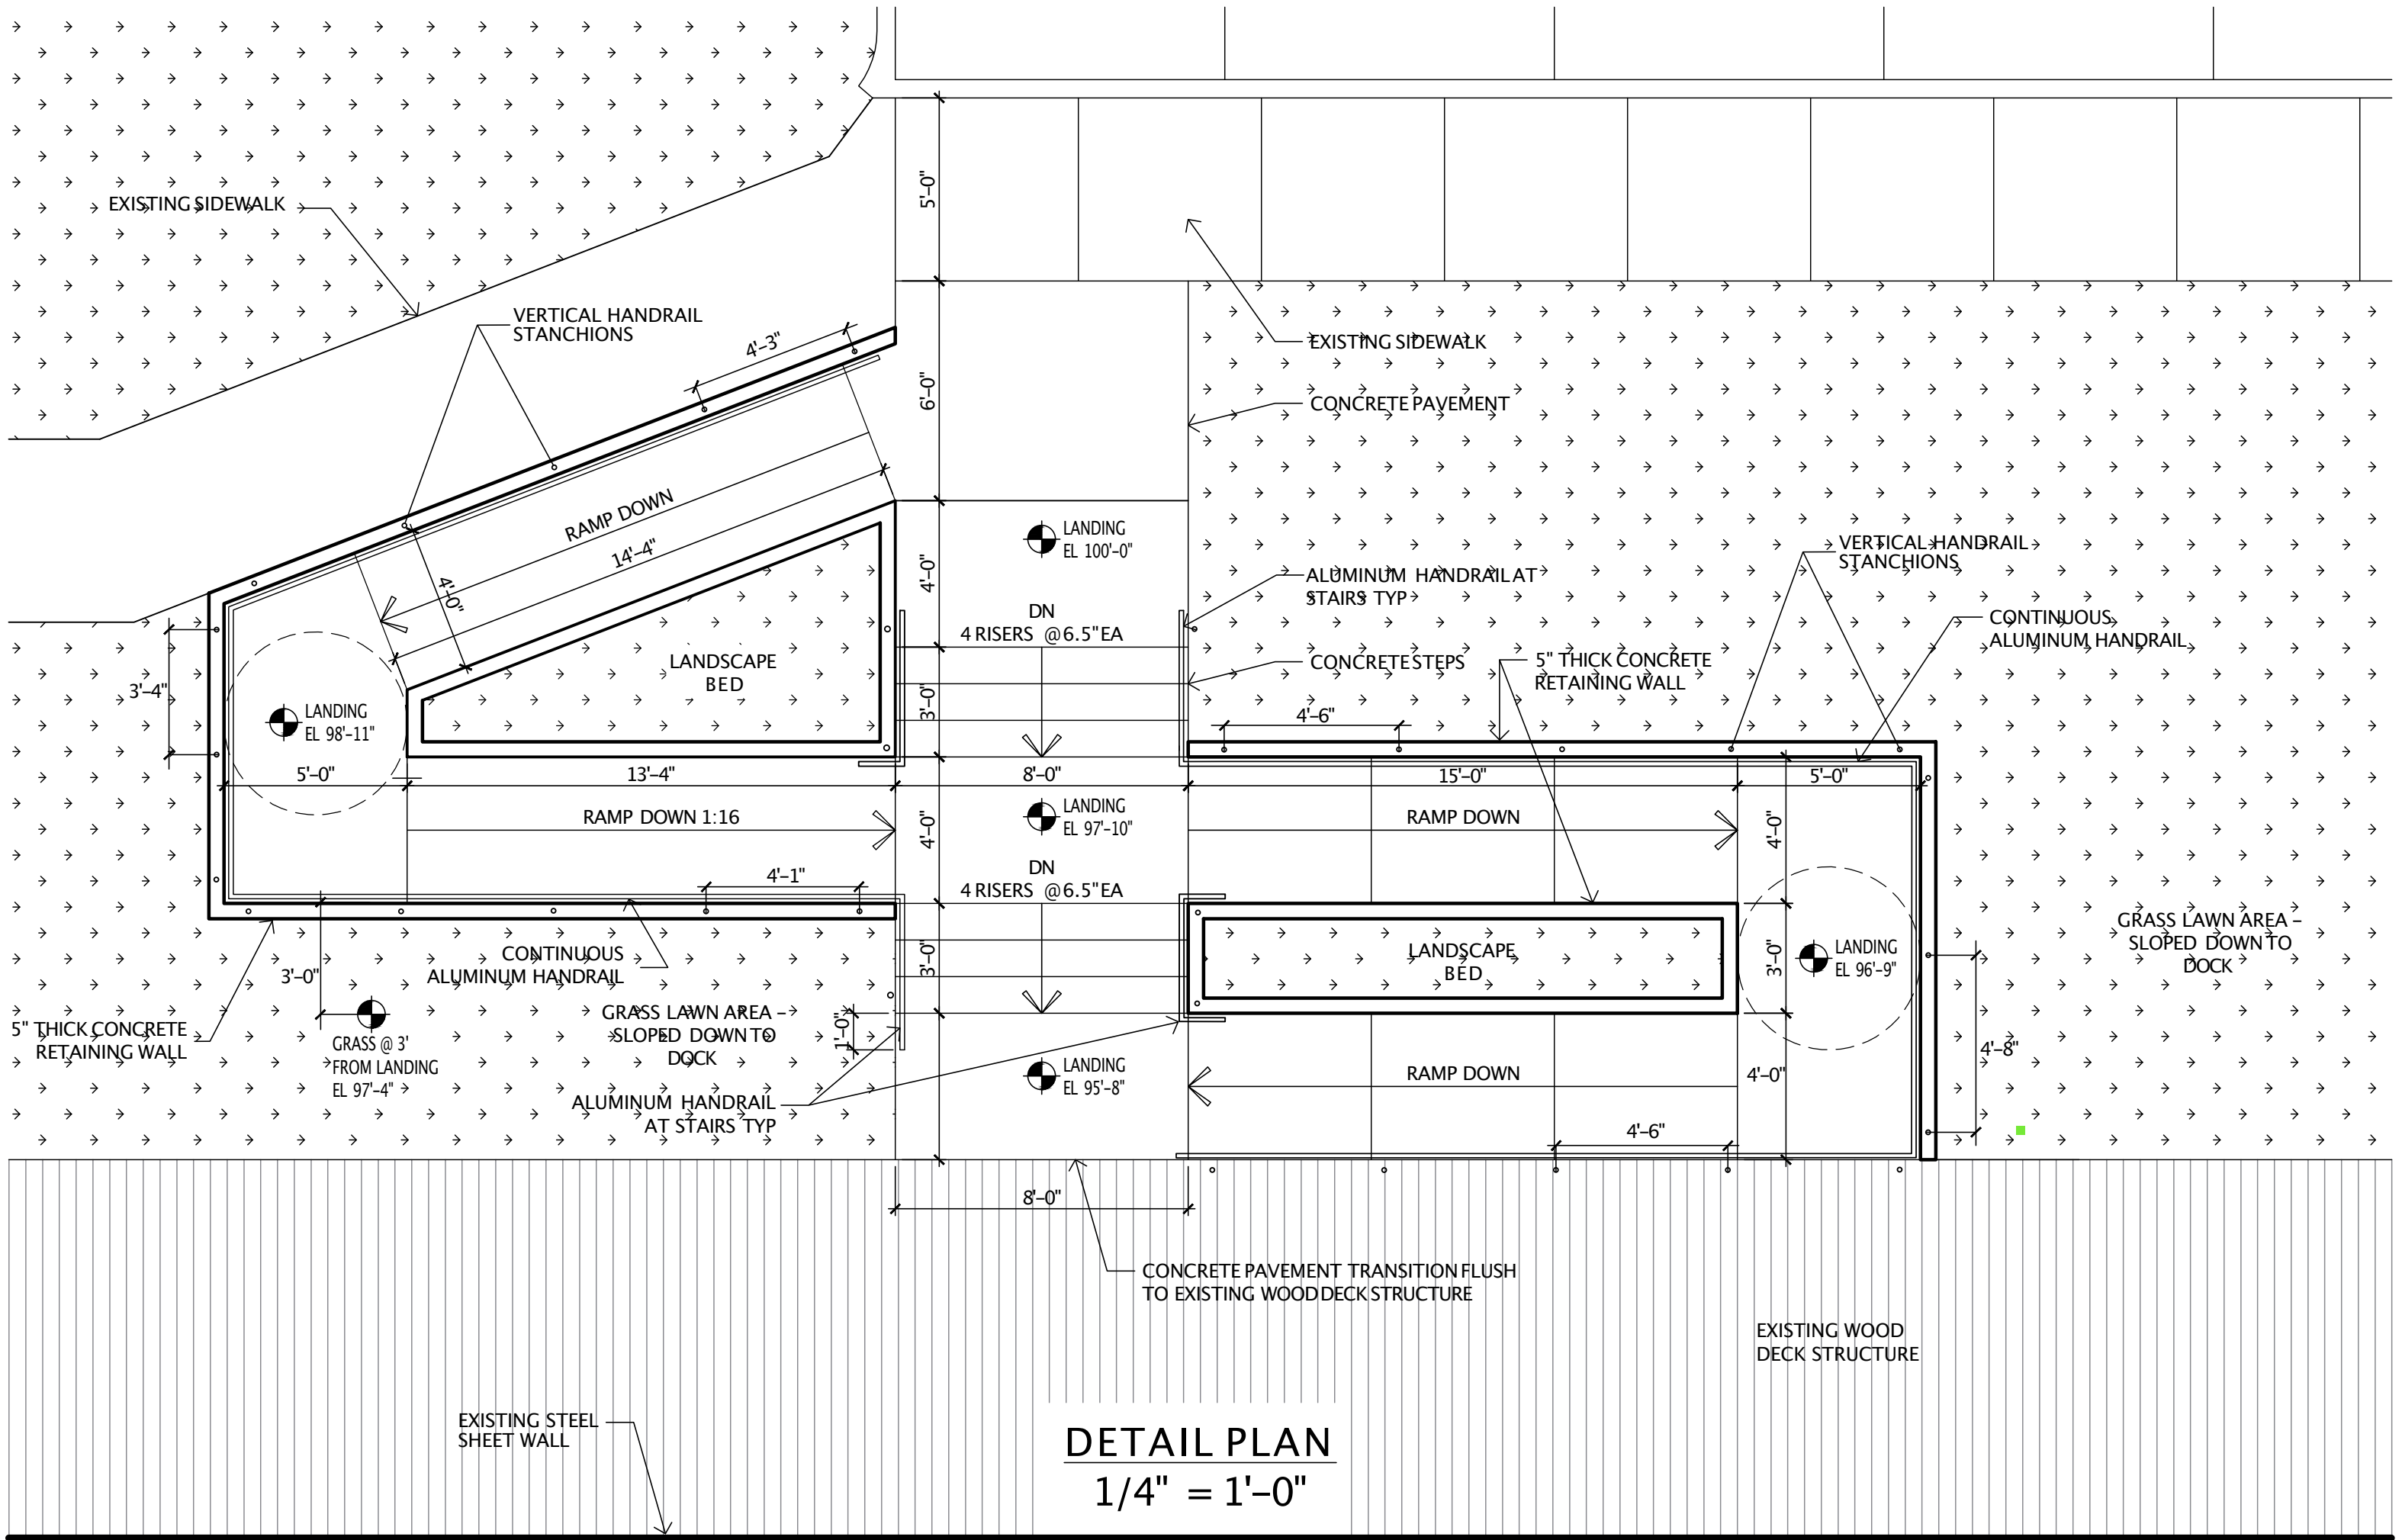 5'-0"
EXISTING SIDEWALK
VERTICAL HANDRAIL
STANCHIONS
4'-3"
EXISTING SIDEWALK
6'-0"
CONCRETE PAVEMENT
RAMP DOWN
14'-4"
4'-0"
LANDING
EL 100'-0"
VERTICAL HANDRAIL
STANCHIONS
4'-0"
ALUMINUM HANDRAIL AT
STAIRS TYP
DN
4 RISERS @6.5"EA
CONTINUOUS
ALUMINUM HANDRAIL
LANDSCAPE
BED
CONCRETE STEPS
5" THICK CONCRETE
RETAINING WALL
3'-4"
3'-0"
LANDING
EL 98'-11"
4'-6"
5'-0"
13'-4"
8'-0"
15'-0"
5'-0"
RAMP DOWN 1:16
4'-0"
LANDING
EL 97'-10"
RAMP DOWN
4'-0"
4'-1"
DN
4 RISERS @6.5"EA
3'-0"
CONTINUOUS
ALUMINUM HANDRAIL
3'-0"
LANDSCAPE
BED
3'-0"
LANDING
EL 96'-9"
GRASS LAWN AREA –
SLOPED DOWN TO
DOCK
5" THICK CONCRETE
RETAINING WALL
GRASS @ 3'
FROM LANDING
EL 97'-4"
GRASS LAWN AREA –
SLOPED DOWN TO
DOCK
1'-0"
4'-8"
LANDING
EL 95'-8"
RAMP DOWN
4'-0"
ALUMINUM HANDRAIL
AT STAIRS TYP
4'-6"
8'-0"
CONCRETE PAVEMENT TRANSITION FLUSH
TO EXISTING WOOD DECK STRUCTURE
EXISTING WOOD
DECK STRUCTURE
EXISTING STEEL
SHEET WALL
DETAIL PLAN
1/4" = 1'-0"